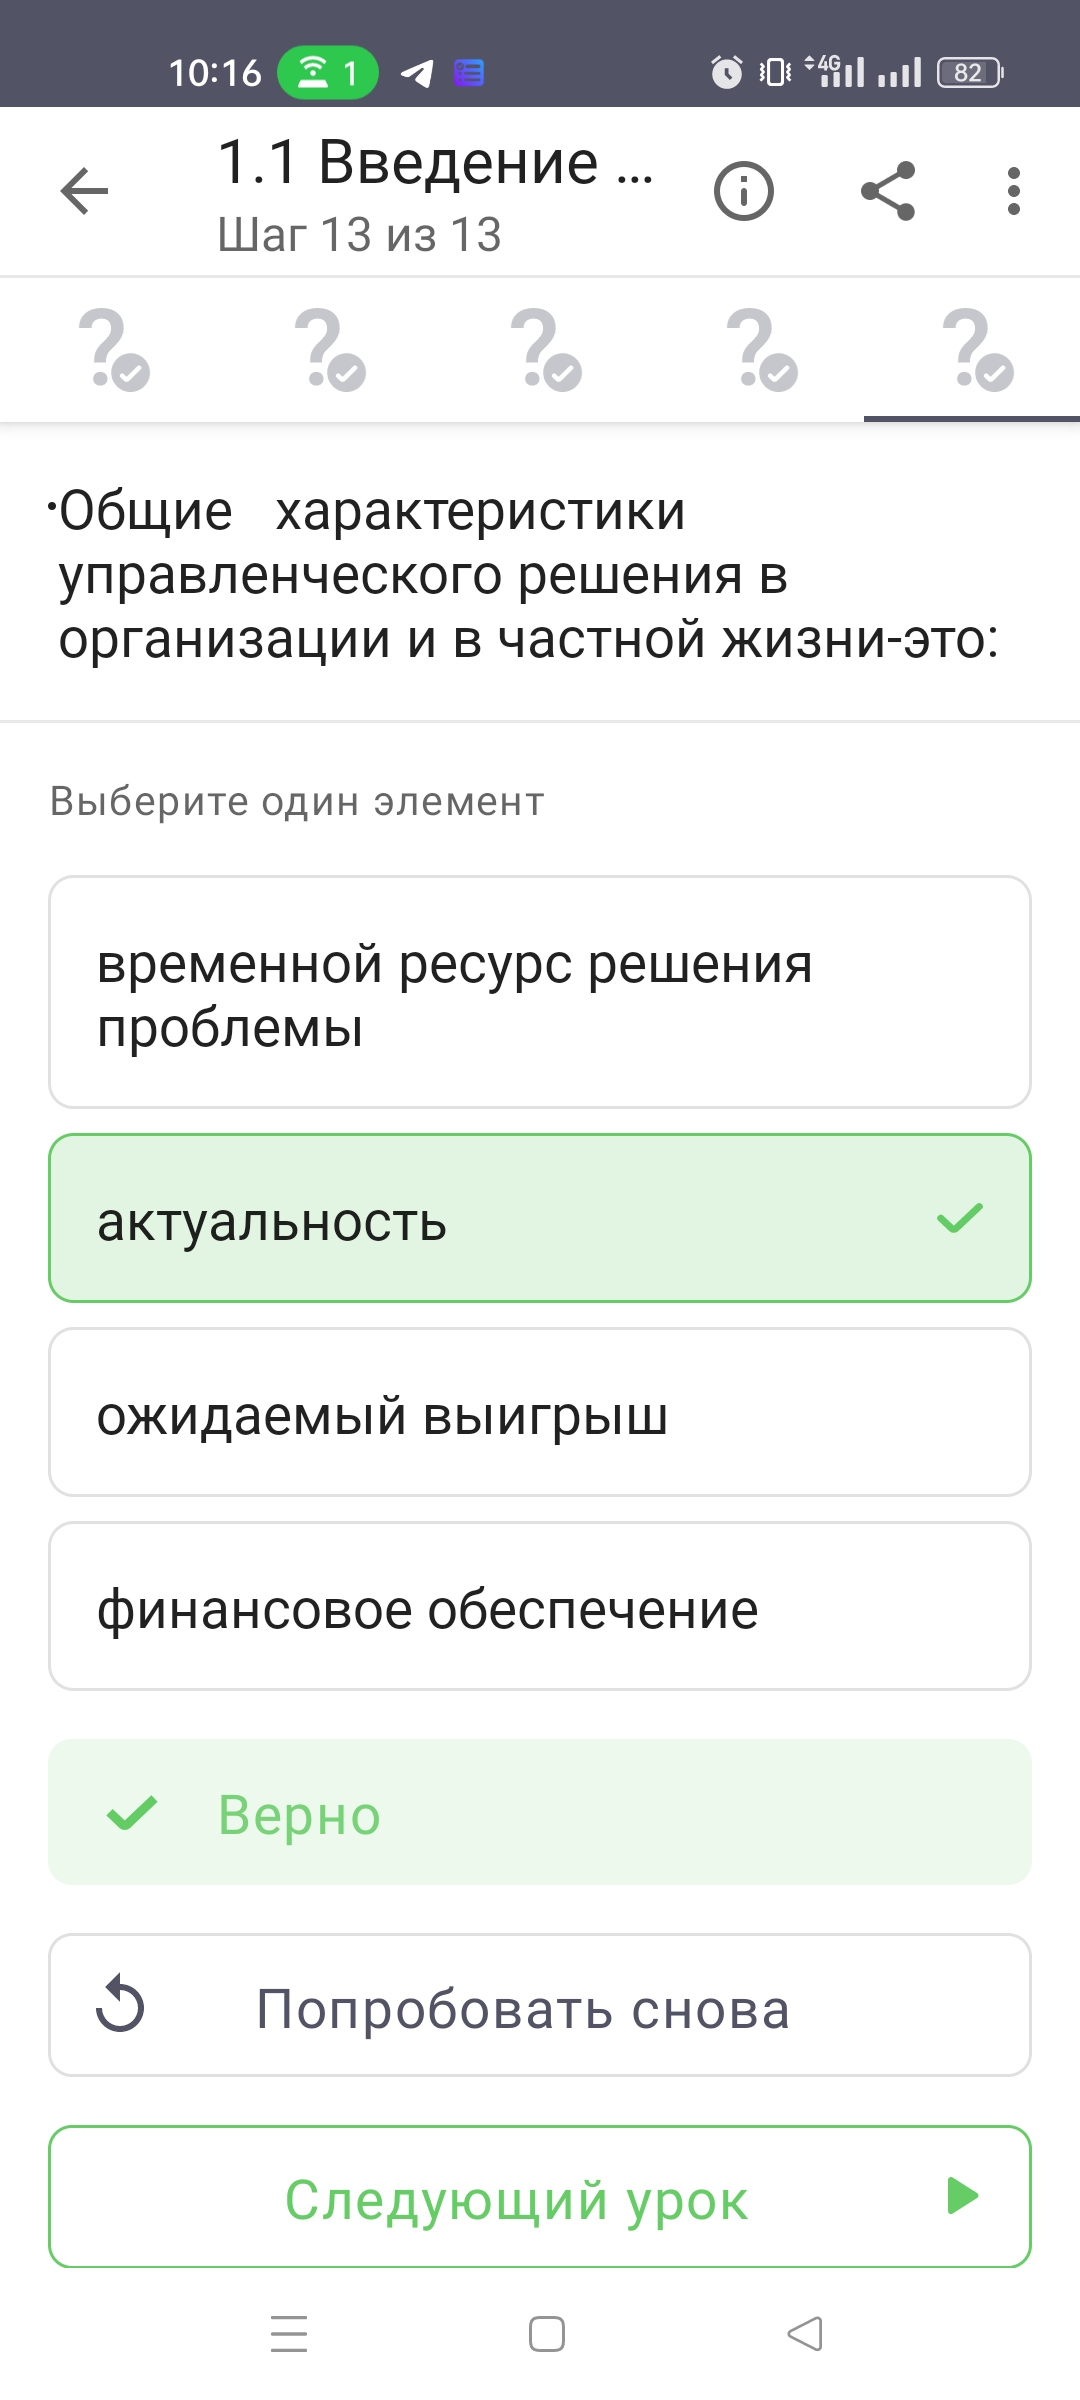 10:16 1 4G 82
1.1 Введение ...
Шаг 13 из 13
·Общие характеристики
управленческого решения в
организации и в частной жизни-это:
Выберите один элемент
временной ресурс решения
проблемы
актуальность
ожидаемый выигрыш
финансовое обеспечение
Верно
Попробовать снова
Следующий урок